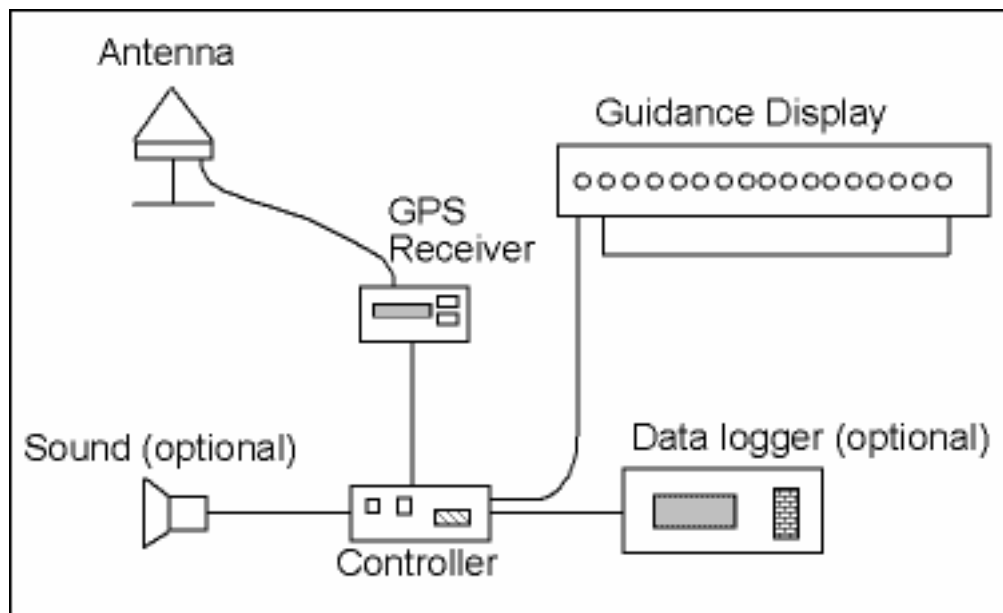 Antenna
Guidance Display
GPS
Receiver
Sound (optional)
Data logger (optional)
Controller